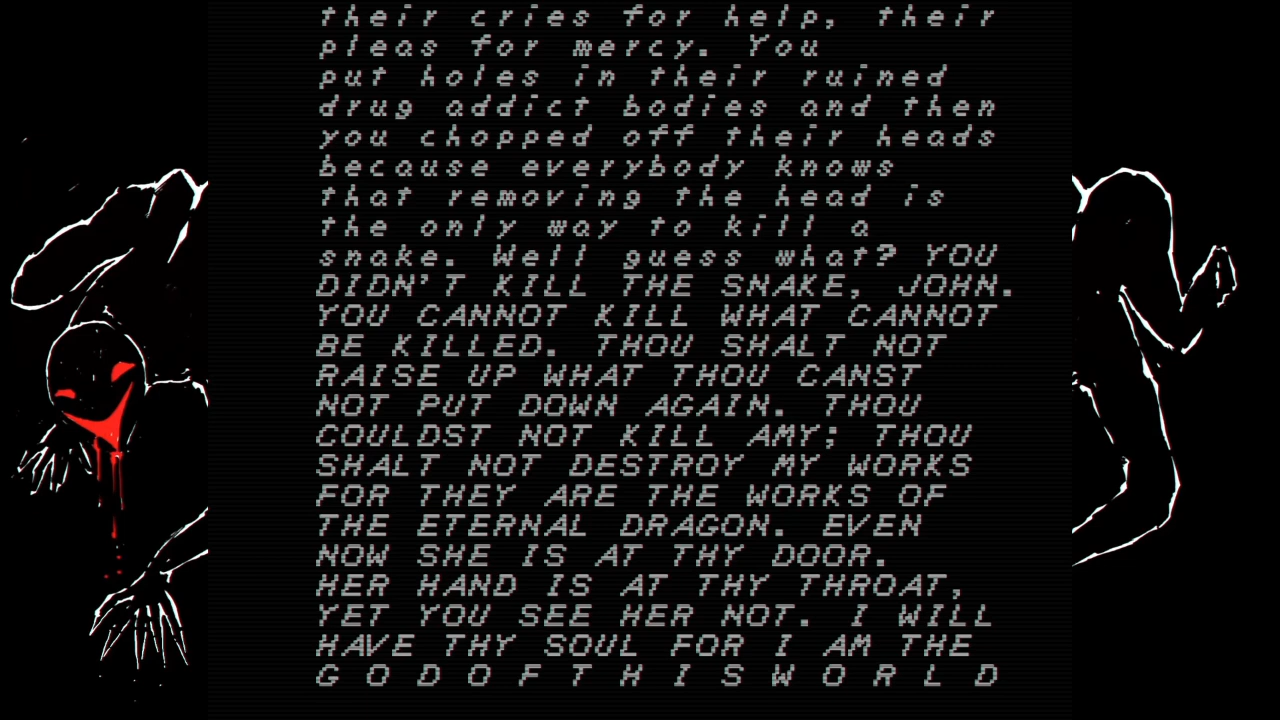 their cries for help, their
pleas for mercy. You
put holes in their ruined
drug addict bodies and then
you chopped off their heads
because everybody knows
that removing the head is
the only way to kill a
snake. Well guess what? YOU
DIDN'T KILL THE SNAKE, JOHN.
YOU CANNOT KILL WHAT CANNOT
BE KILLED. THOU SHALT NOT
RAISE UP WHAT THOU CANST
NOT PUT DOWN AGAIN. THOU
COULDST NOT KILL AMY; THOU
SHALT NOT DESTROY MY WORKS
FOR THEY ARE THE WORKS OF
THE ETERNAL DRAGON. EVEN
NOW SHE IS AT THY DOOR.
HER HAND IS AT THY THROAT,
YET YOU SEE HER NOT. I WILL
HAVE THY SOUL FOR I AM THE
G O D O F T H I S W O R L D